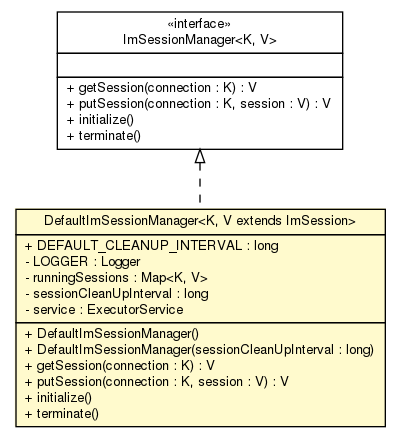 «interface»
ImSessionManager<K, V>
+ getSession(connection : K) : V
+ putSession(connection : K, session : V) : V
+ initialize()
+ terminate()
DefaultImSessionManager<K, V extends ImSession>
+ DEFAULT_CLEANUP_INTERVAL : long
- LOGGER : Logger
- runningSessions : Map<K, V>
- sessionCleanUpInterval : long
- service : ExecutorService
+ DefaultImSessionManager()
+ DefaultImSessionManager(sessionCleanUpInterval : long)
+ getSession(connection : K) : V
+ putSession(connection : K, session : V) : V
+ initialize()
+ terminate()